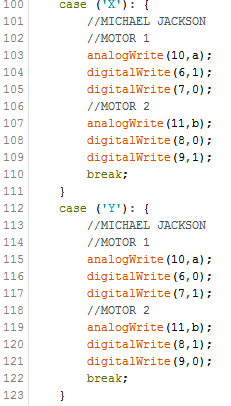 100 case ('X'): {
101 //MICHAEL JACKSON
102 //MOTOR 1
103 analogWrite(10,a);
104 digitalWrite(6,1);
105 digitalWrite(7,0);
106 //MOTOR 2
107 analogWrite(11,b);
108 digitalWrite(8,0);
109 digitalWrite(9,1);
110 break;
111 }
112 case ('Y'): {
113 //MICHAEL JACKSON
114 //MOTOR 1
115 analogWrite(10,a);
116 digitalWrite(6,0);
117 digitalWrite(7,1);
118 //MOTOR 2
119 analogWrite(11,b);
120 digitalWrite(8,1);
121 digitalWrite(9,0);
122 break;
123 }